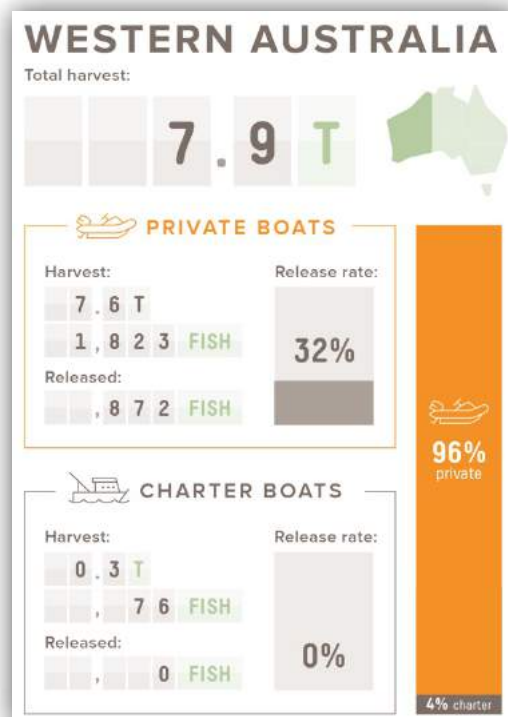 WESTERN AUSTRALIA
Total harvest:
7.9 T
PRIVATE BOATS
Harvest:
7.6 T
1,823 FISH
Released:
,872 FISH
Release rate:
32%
96%
private
CHARTER BOATS
Harvest:
0.3 T
, 76 FISH
Released:
, 0 FISH
Release rate:
0%
4% charter